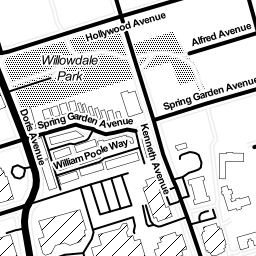 Hollywood Avenue
Alfred Avenue
Willowdale
Park
Spring Garden Avenue
Spring Garden Avenue
Doris Avenue
Kenneth Avenue
William Poole Way